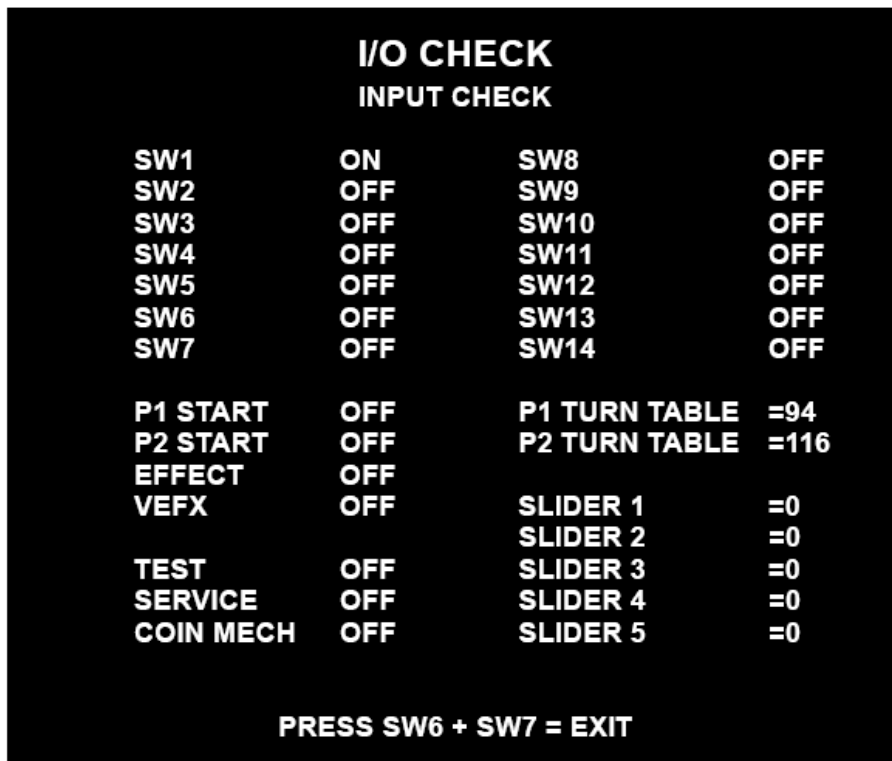 I/O CHECK
INPUT CHECK
SW1 ON SW8 OFF
SW2 OFF SW9 OFF
SW3 OFF SW10 OFF
SW4 OFF SW11 OFF
SW5 OFF SW12 OFF
SW6 OFF SW13 OFF
SW7 OFF SW14 OFF
P1 START OFF P1 TURN TABLE =94
P2 START OFF P2 TURN TABLE =116
EFFECT OFF
VEFX OFF SLIDER 1 =0
SLIDER 2 =0
TEST OFF SLIDER 3 =0
SERVICE OFF SLIDER 4 =0
COIN MECH OFF SLIDER 5 =0
PRESS SW6 + SW7 = EXIT